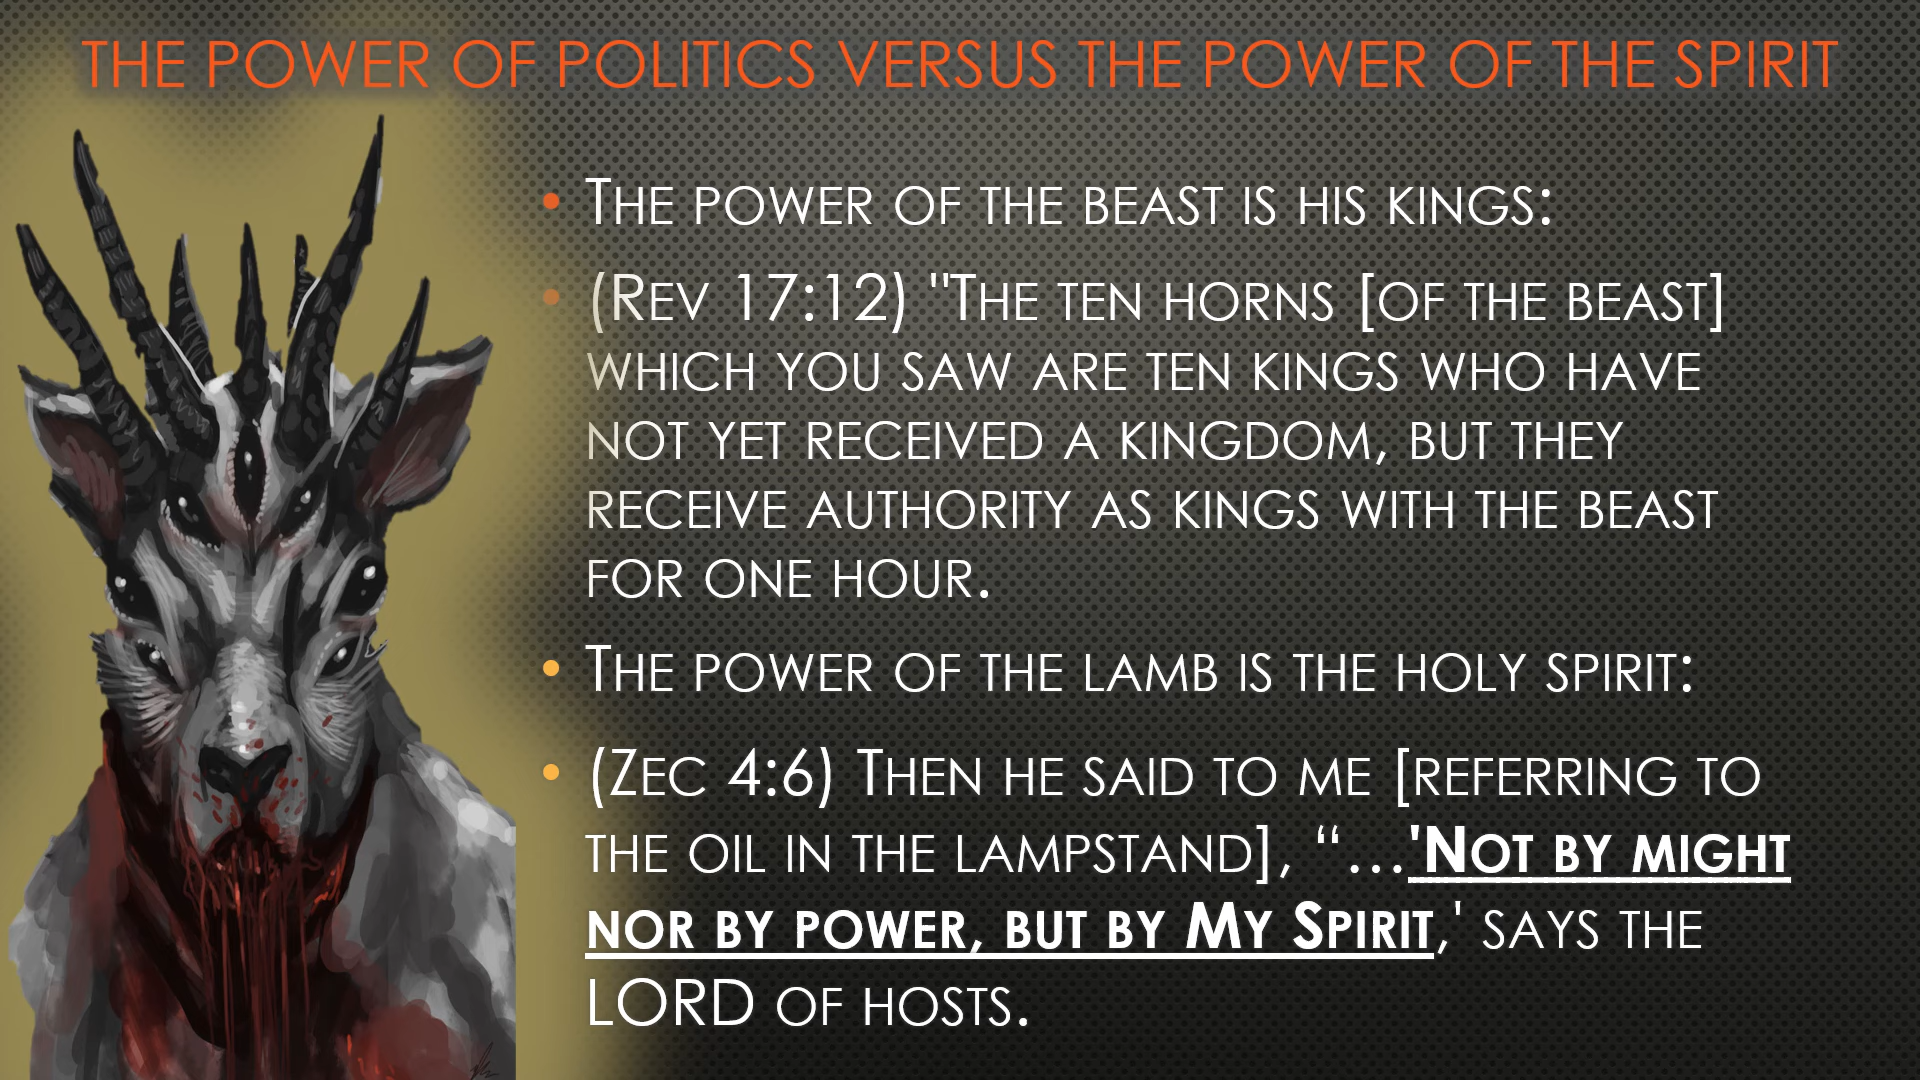 THE POWER OF POLITICS VERSUS THE POWER OF THE SPIRIT
• THE POWER OF THE BEAST IS HIS KINGS:
• (REV 17:12) "THE TEN HORNS [OF THE BEAST]
WHICH YOU SAW ARE TEN KINGS WHO HAVE
NOT YET RECEIVED A KINGDOM, BUT THEY
RECEIVE AUTHORITY AS KINGS WITH THE BEAST
FOR ONE HOUR.
• THE POWER OF THE LAMB IS THE HOLY SPIRIT:
• (ZEC 4:6) THEN HE SAID TO ME [REFERRING TO
THE OIL IN THE LAMPSTAND], “…'NOT BY MIGHT
NOR BY POWER, BUT BY MY SPIRIT,' SAYS THE
LORD OF HOSTS.